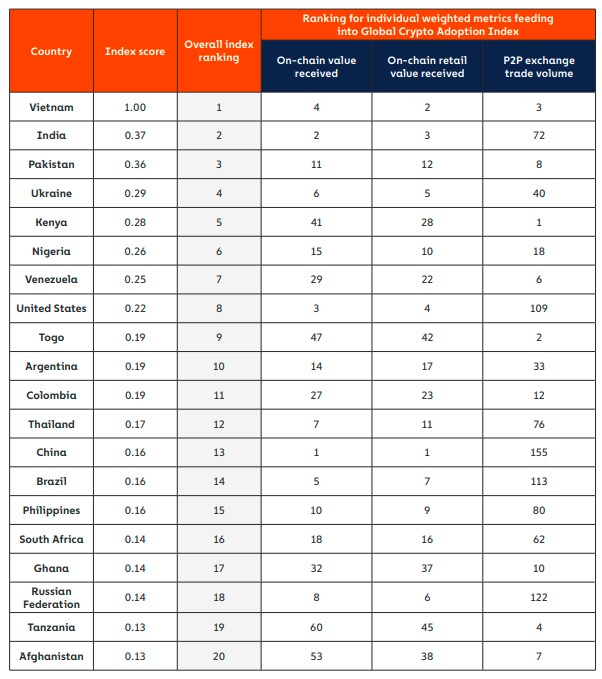 Country Index score Overall index ranking Ranking for individual weighted metrics feeding into Global Crypto Adoption Index
On-chain value received On-chain retail value received P2P exchange trade volume
Vietnam 1.00 1 4 2 3
India 0.37 2 2 3 72
Pakistan 0.36 3 11 12 8
Ukraine 0.29 4 6 5 40
Kenya 0.28 5 41 28 1
Nigeria 0.26 6 15 10 18
Venezuela 0.25 7 29 22 6
United States 0.22 8 3 4 109
Togo 0.19 9 47 42 2
Argentina 0.19 10 14 17 33
Colombia 0.19 11 27 23 12
Thailand 0.17 12 7 11 76
China 0.16 13 1 1 155
Brazil 0.16 14 5 7 113
Philippines 0.16 15 10 9 80
South Africa 0.14 16 18 16 62
Ghana 0.14 17 32 37 10
Russian Federation 0.14 18 8 6 122
Tanzania 0.13 19 60 45 4
Afghanistan 0.13 20 53 38 7